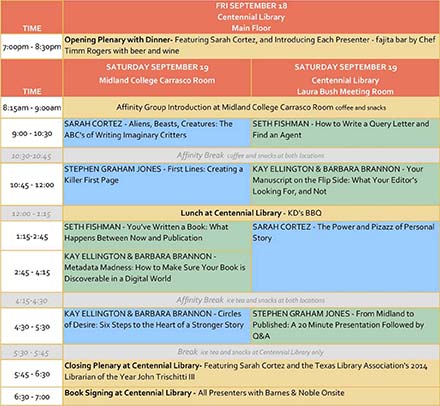 FRI SEPTEMBER 18
Centennial Library
Main Floor
TIME
7:00pm - 8:30pm
Opening Plenary with Dinner- Featuring Sarah Cortez, and Introducing Each Presenter - fajita bar by Chef
Timm Rogers with beer and wine
TIME
SATURDAY SEPTEMBER 19
Midland College Carrasco Room
SATURDAY SEPTEMBER 19
Centennial Library
Laura Bush Meeting Room
8:15am - 9:00am
Affinity Group Introduction at Midland College Carrasco Room coffee and snacks
9:00 - 10:30
SARAH CORTEZ - Aliens, Beasts, Creatures: The
ABC's of Writing Imaginary Critters
SETH FISHMAN - How to Write a Query Letter and
Find an Agent
10:30-10:45
Affinity Break coffee and snacks at both locations
10:45 - 12:00
STEPHEN GRAHAM JONES - First Lines: Creating a
Killer First Page
KAY ELLINGTON & BARBARA BRANNON - Your
Manuscript on the Flip Side: What Your Editor's
Looking For, and Not
12:00 - 1:15
Lunch at Centennial Library - KD's BBQ
1:15-2:45
SETH FISHMAN - You've Written a Book: What
Happens Between Now and Publication
SARAH CORTEZ - The Power and Pizazz of Personal
Story
2:45 - 4:15
KAY ELLINGTON & BARBARA BRANNON -
Metadata Madness: How to Make Sure Your Book is
Discoverable in a Digital World
4:15-4:30
Affinity Break ice tea and snacks at both locations
4:30 - 5:30
KAY ELLINGTON & BARBARA BRANNON - Circles
of Desire: Six Steps to the Heart of a Stronger Story
STEPHEN GRAHAM JONES - From Midland to
Published: A 20 Minute Presentation Followed by
Q&A
5:30 - 5:45
Break ice tea and snacks at Centennial Library only
5:45 - 6:30
Closing Plenary at Centennial Library- Featuring Sarah Cortez and the Texas Library Association's 2014
Librarian of the Year John Trischitti III
6:30 - 7:00
Book Signing at Centennial Library - All Presenters with Barnes & Noble Onsite